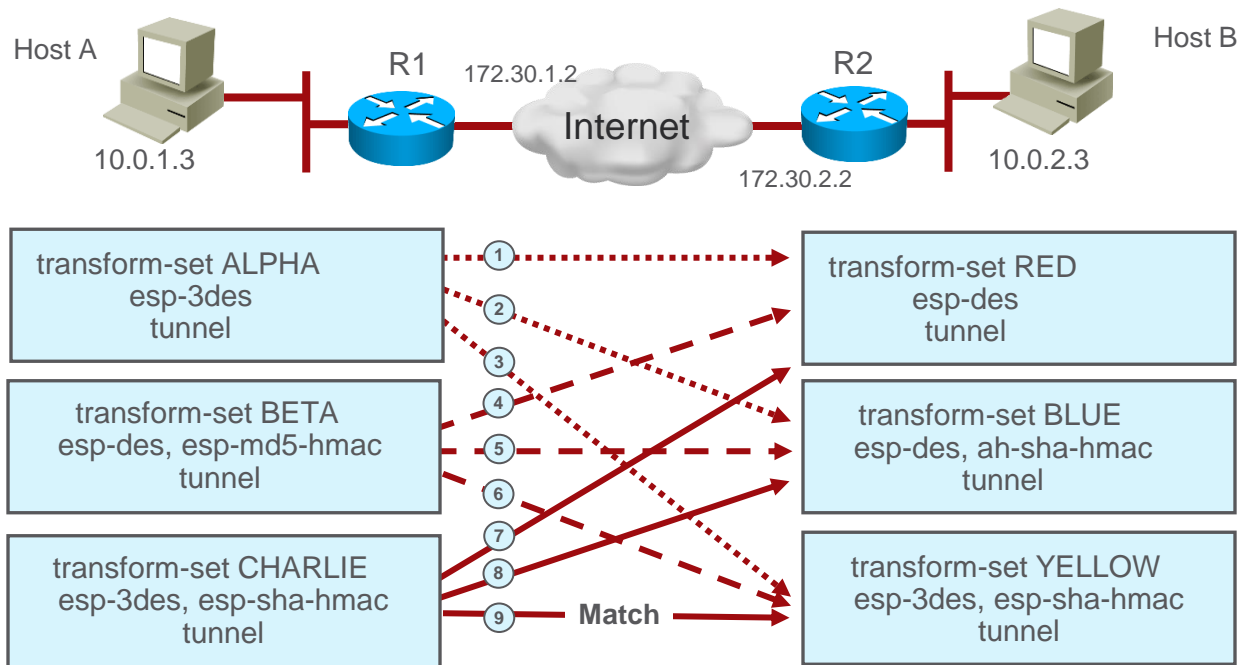 Host A
R1
172.30.1.2
Internet
R2
Host B
10.0.1.3
172.30.2.2
10.0.2.3
transform-set ALPHA
esp-3des
tunnel
transform-set BETA
esp-des, esp-md5-hmac
tunnel
transform-set CHARLIE
esp-3des, esp-sha-hmac
tunnel
1
2
3
4
5
6
7
8
9
Match
transform-set RED
esp-des
tunnel
transform-set BLUE
esp-des, ah-sha-hmac
tunnel
transform-set YELLOW
esp-3des, esp-sha-hmac
tunnel